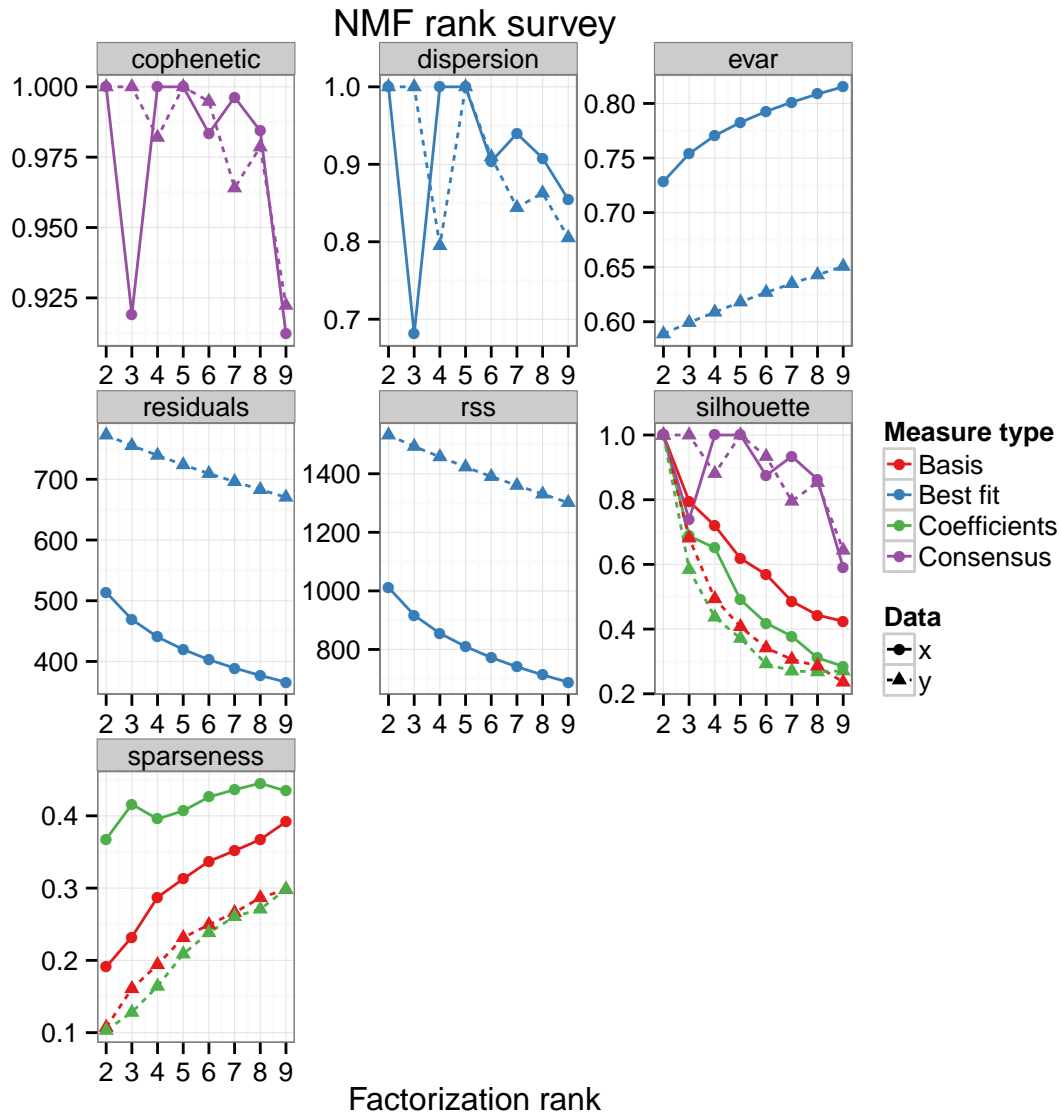 NMF rank survey
cophenetic
1.000
0.975
0.950
0.925
2 3 4 5 6 7 8 9
dispersion
1.0
0.9
0.8
0.7
2 3 4 5 6 7 8 9
evar
0.80
0.75
0.70
0.65
0.60
2 3 4 5 6 7 8 9
residuals
700
600
500
400
2 3 4 5 6 7 8 9
rss
1400
1200
1000
800
2 3 4 5 6 7 8 9
silhouette
1.0
0.8
0.6
0.4
0.2
2 3 4 5 6 7 8 9
Measure type
Basis
Best fit
Coefficients
Consensus
Data
x
y
sparseness
0.4
0.3
0.2
0.1
2 3 4 5 6 7 8 9
Factorization rank